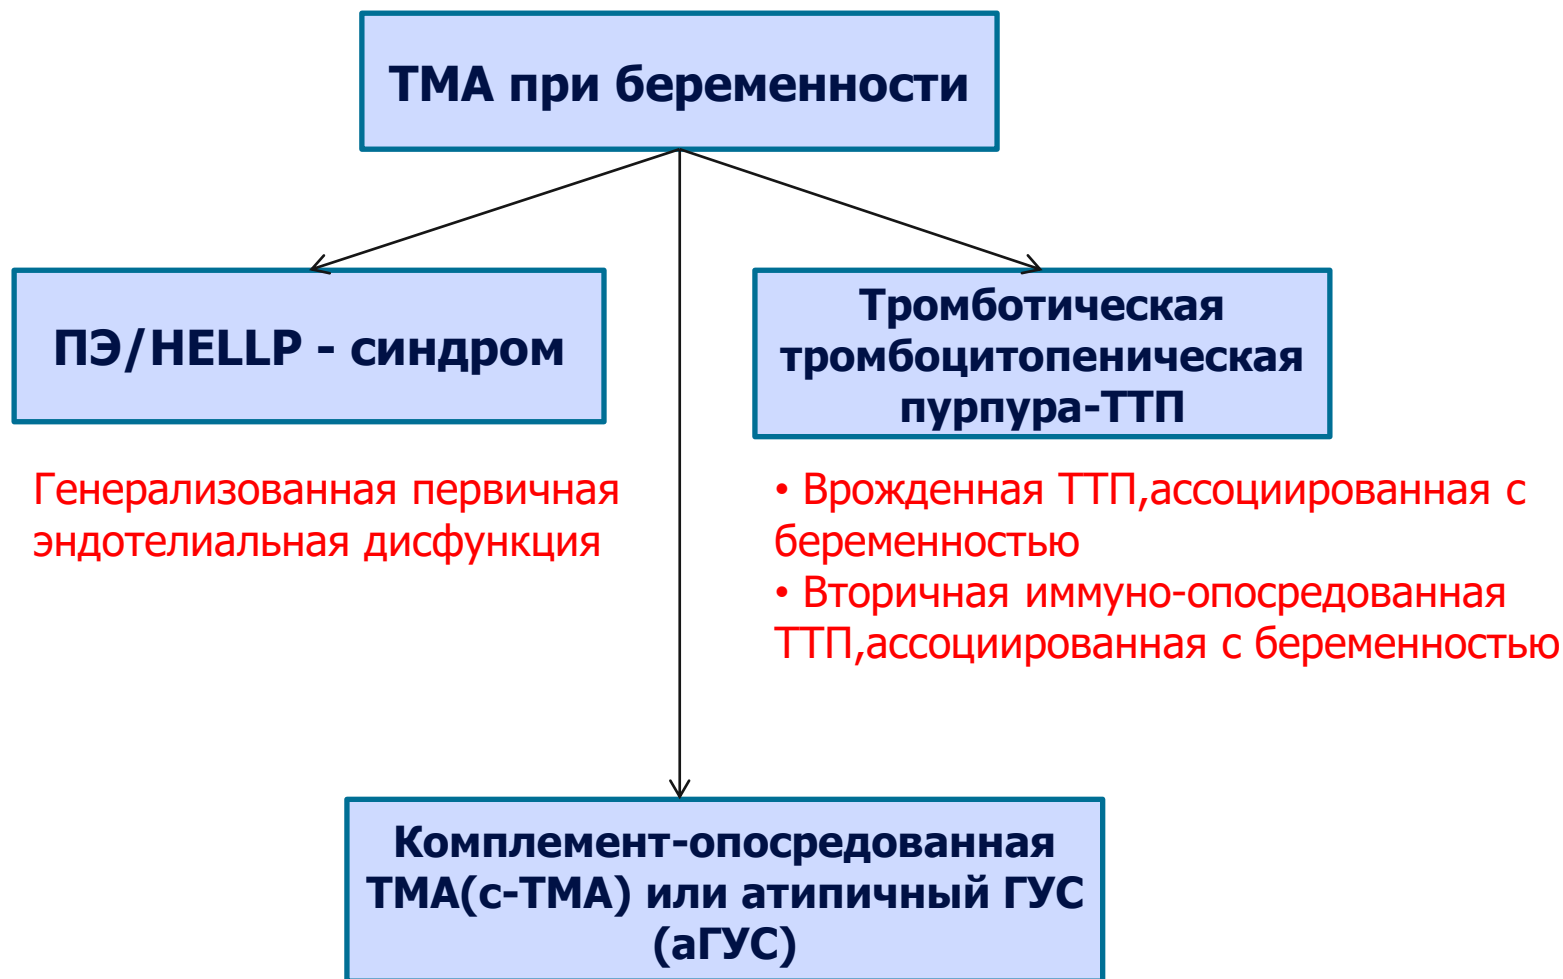 ТМА при беременности
ПЭ/HELLP - синдром
Тромботическая
тромбоцитопеническая
пурпура-ТТП
Генерализованная первичная
эндотелиальная дисфункция
• Врожденная ТТП,ассоциированная с
беременностью
• Вторичная иммуно-опосредованная
ТТП,ассоциированная с беременностью
Комплемент-опосредованная
ТМА(с-ТМА) или атипичный ГУС
(аГУС)